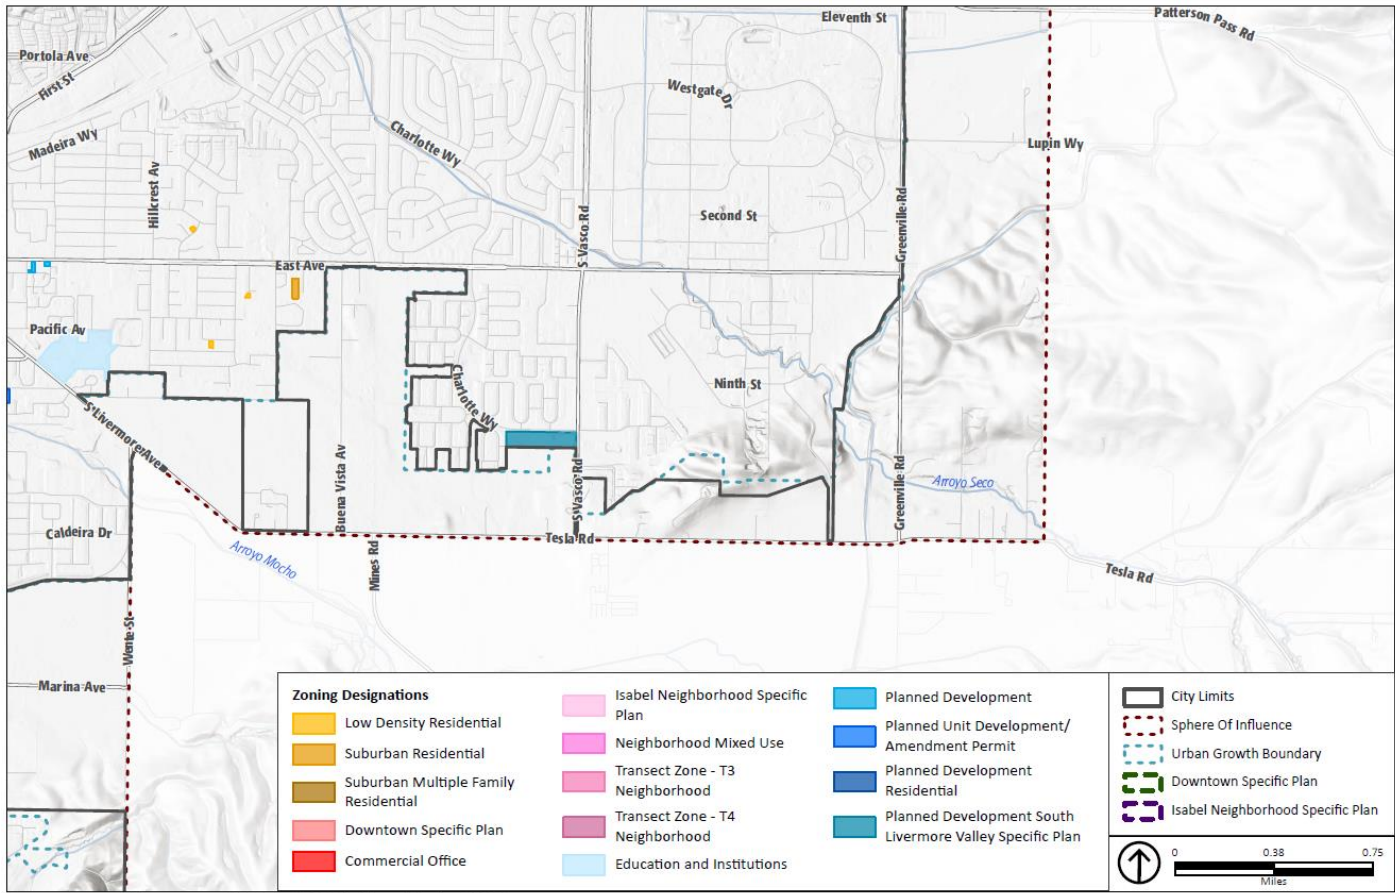 Eleventh St
Patterson Pass Rd
Portola Ave
First St
Westgate Dr
Madeira Wy
Charlotte Wy
Lupin Wy
Hillcrest Av
Second St
S Vasco Rd
Greenville Rd
East Ave
Pacific Av
Ninth St
Charlotte Wy
S Livermore Ave
Buena Vista Av
S Vasco Rd
Greenville Rd
Arroyo Seco
Caldeira Dr
Tesla Rd
Arroyo Mocho
Mines Rd
Tesla Rd
Wente St
Marina Ave
Zoning Designations
Low Density Residential
Suburban Residential
Suburban Multiple Family
Residential
Downtown Specific Plan
Commercial Office
Isabel Neighborhood Specific
Plan
Neighborhood Mixed Use
Transect Zone - T3
Neighborhood
Transect Zone - T4
Neighborhood
Education and Institutions
Planned Development
Planned Unit Development/
Amendment Permit
Planned Development
Residential
Planned Development South
Livermore Valley Specific Plan
City Limits
Sphere Of Influence
Urban Growth Boundary
Downtown Specific Plan
Isabel Neighborhood Specific Plan
0 0.38 0.75
Miles